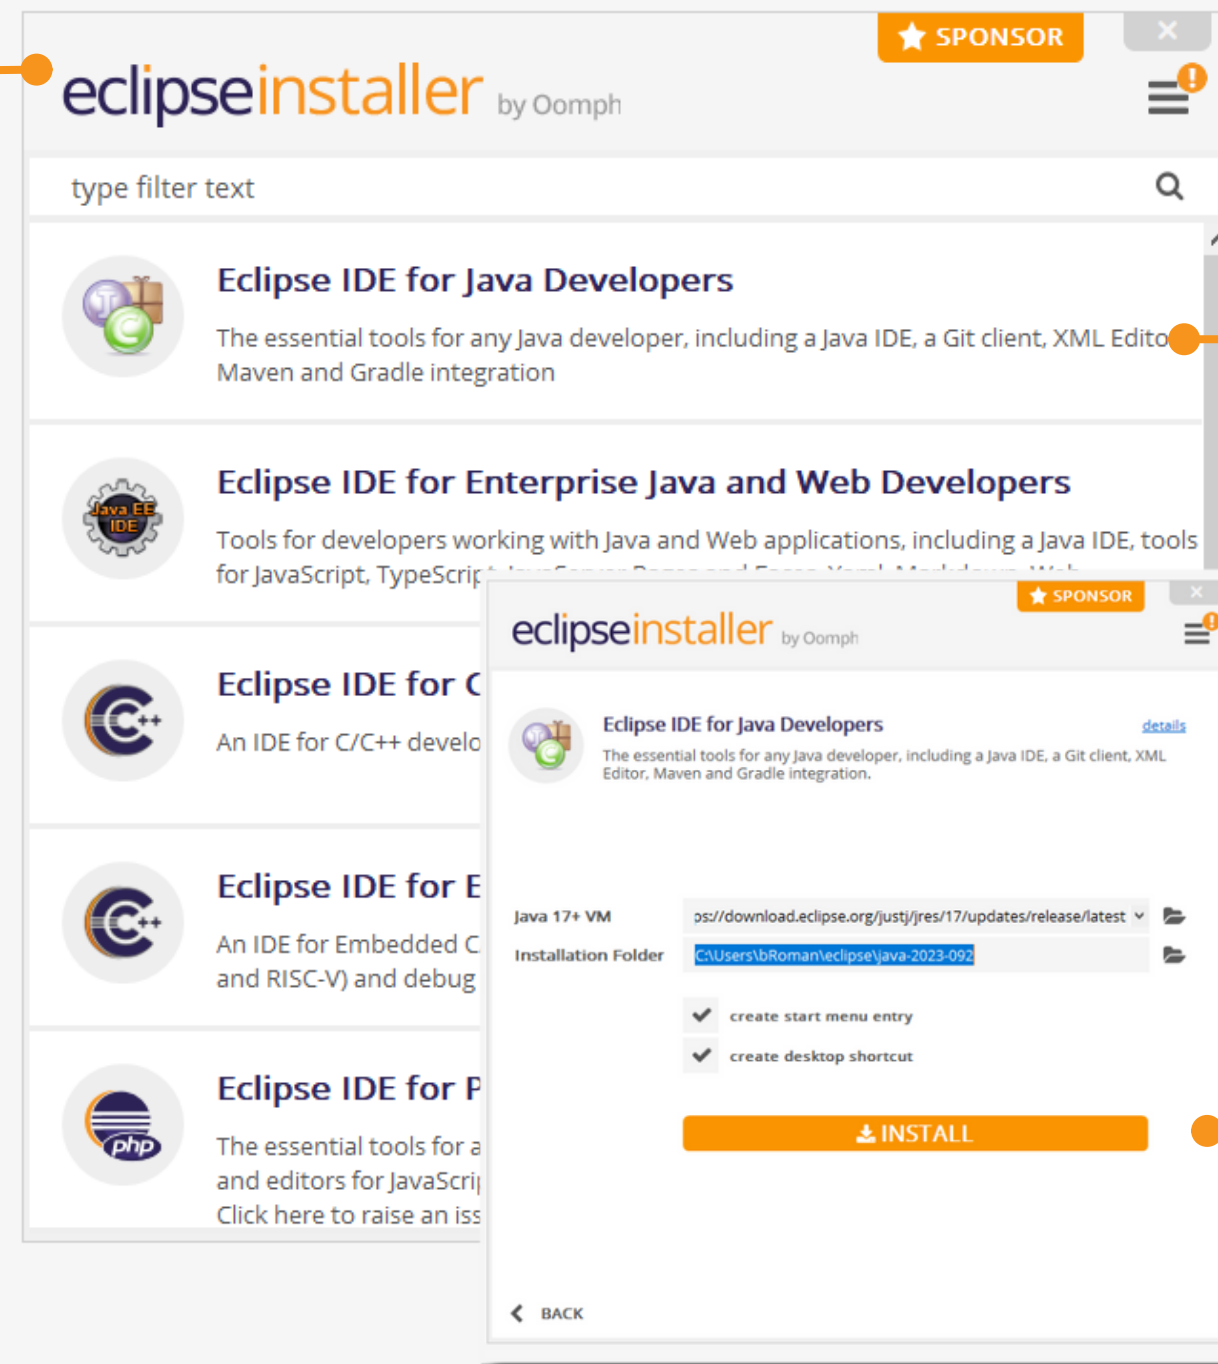 SPONSOR
eclipseinstaller by Oomph
type filter text
Eclipse IDE for Java Developers
The essential tools for any Java developer, including a Java IDE, a Git client, XML Edito
Maven and Gradle integration
Java EE
IDE
Eclipse IDE for Enterprise Java and Web Developers
Tools for developers working with Java and Web applications, including a Java IDE, tools
for JavaScript, TypeScrip
C++
Eclipse IDE for C
An IDE for C/C++ develo
C++
Eclipse IDE for E
An IDE for Embedded C
and RISC-V) and debug
php
Eclipse IDE for P
The essential tools for a
and editors for JavaScrip
Click here to raise an iss
SPONSOR
eclipseinstaller by Oomph
Eclipse IDE for Java Developers
details
The essential tools for any Java developer, including a Java IDE, a Git client, XML
Editor, Maven and Gradle integration.
Java 17+ VM
ps://download.eclipse.org/justj/jres/17/updates/release/latest
Installation Folder
C:\Users\bRoman\eclipse\java-2023-092
create start menu entry
create desktop shortcut
INSTALL
BACK